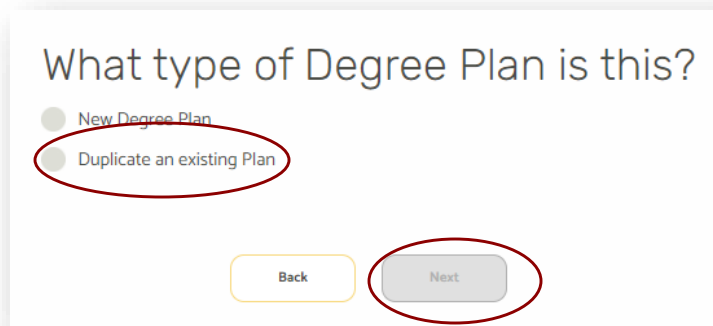 What type of Degree Plan is this?
New Degree Plan
Duplicate an existing Plan
Back
Next